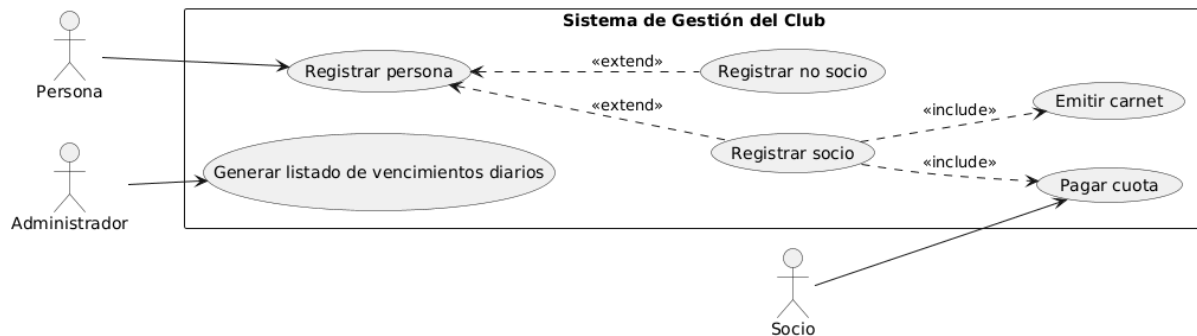 Sistema de Gestión del Club
Persona
Registrar persona
«extend»
Registrar no socio
«extend»
Registrar socio
«include»
Emitir carnet
«include»
Pagar cuota
Administrador
Generar listado de vencimientos diarios
Socio